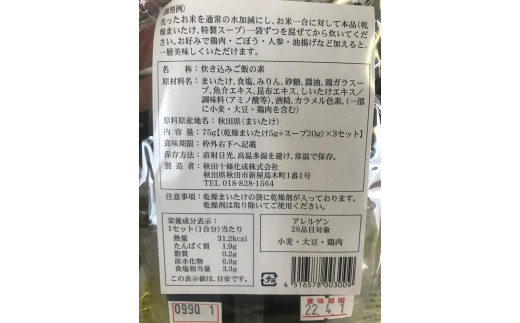 (調理例)
洗ったお米を通常の水加減にし、お米一合に対して本品(乾
燥まいたけ、特製スープ)一袋ずつを混ぜてから炊いてくださ
い。お好みで鶏肉・ごぼう・人参・油揚げなど加えると、
一層美味しくいただけます。
名 称:炊き込みご飯の素
原材料名:まいたけ、食塩、みりん、砂糖、醤油、鶏ガラスー
プ、魚介エキス、昆布エキス、しいたけエキス/
調味料(アミノ酸等)、酒精、カラメル色素、(一部
に小麦・大豆・鶏肉を含む)
原料原産地名:秋田県(まいたけ)
内 容 量:75g【(乾燥まいたけ5g+スープ20g)×3セット】
賞味期限:枠外右下へ記載
保存方法:直射日光、高温多湿を避け、常温で保存。
製 造 者:秋田十條化成株式会社
秋田県秋田市新屋鳥木町1番1号
TEL 018-828-1564
注意事項:乾燥まいたけの袋に乾燥剤が入っております。
乾燥剤は取り除いてご使用ください。
栄養成分表示:
1セット(1合分)当たり
熱量 31.2kcal
たんぱく質 1.9g
脂質 0.2g
炭水化物 6.9g
食塩相当量 3.3g
この表示値は、目安です。
アレルゲン
28品目対象
小麦・大豆・鶏肉
4 516578 003009
0990 1
賞味期限
22.4.1